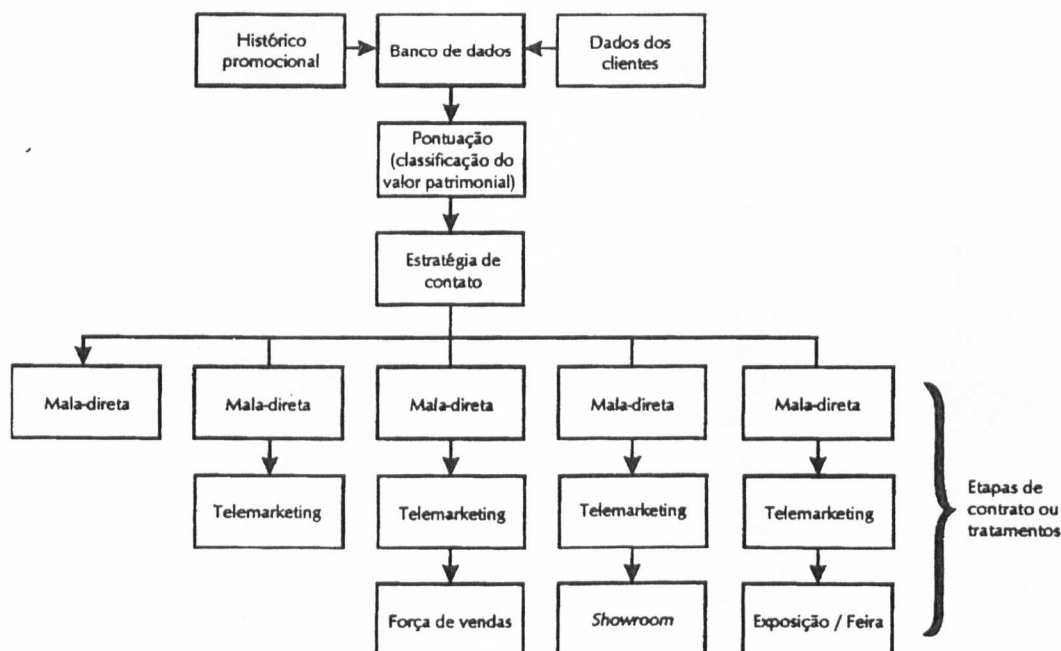 Histórico
promocional
Banco de dados
Dados dos
clientes
Pontuação
(classificação do
valor patrimonial)
Estratégia de
contato
Mala-direta
Mala-direta
Mala-direta
Mala-direta
Mala-direta
Telemarketing
Telemarketing
Telemarketing
Telemarketing
Etapas de
contrato ou
tratamentos
Força de vendas
Showroom
Exposição / Feira